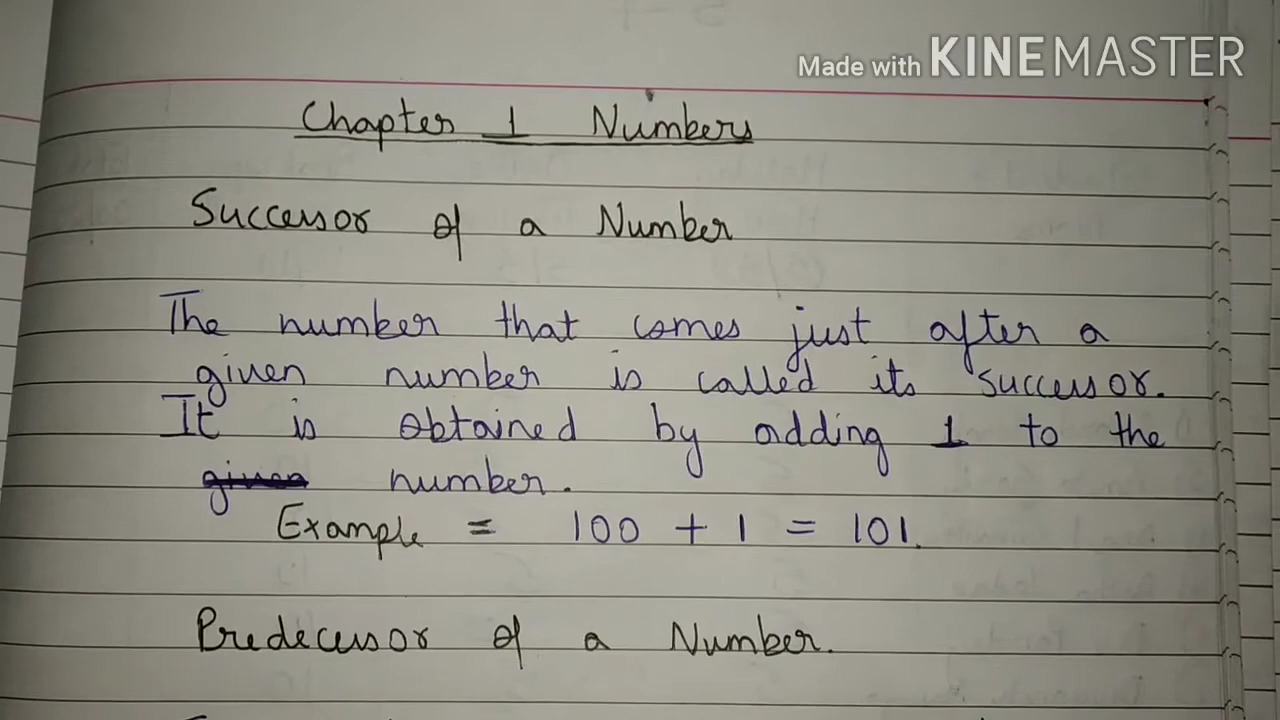 Made with KINEMASTER
Chapter 1 Numbers
Successor of a Number
The number that comes just after a
given number is called its successor.
It is obtained by adding 1 to the
given number.
Example = 100 + 1 = 101.
Predecessor of a Number.